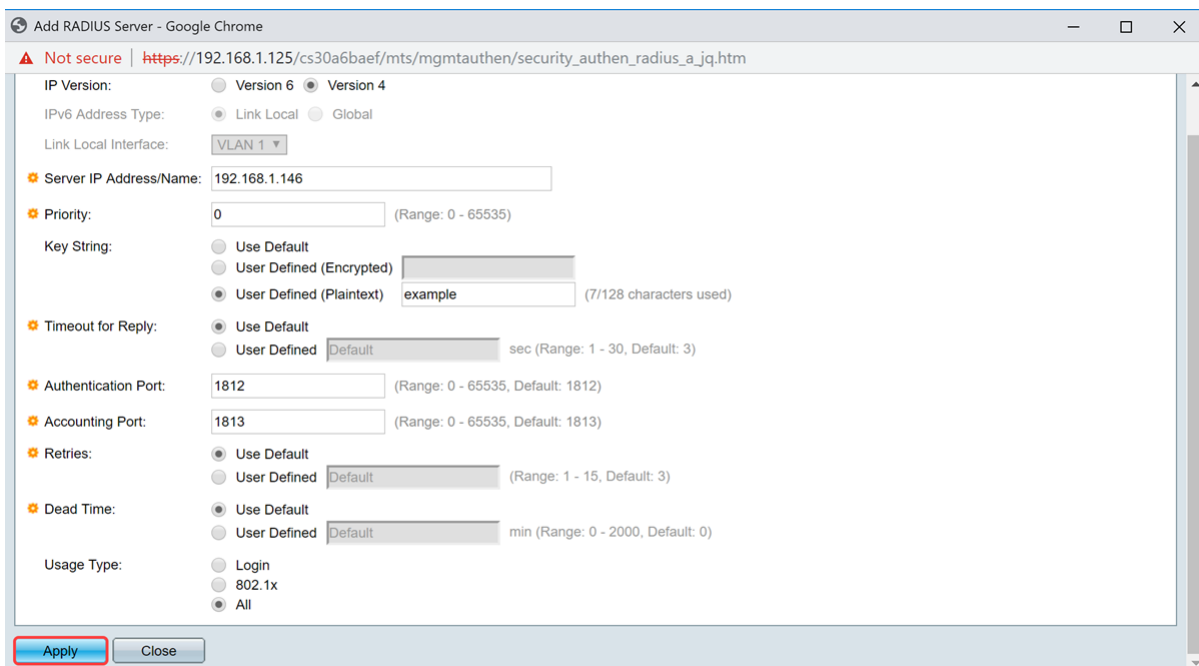 Add RADIUS Server - Google Chrome
Not secure | https://192.168.1.125/cs30a6baef/mts/mgmtauthen/security_authen_radius_a_jq.htm
IP Version: Version 6 Version 4
IPv6 Address Type: Link Local Global
Link Local Interface: VLAN 1
Server IP Address/Name: 192.168.1.146
Priority: 0 (Range: 0 - 65535)
Key String: Use Default
User Defined (Encrypted)
User Defined (Plaintext) example (7/128 characters used)
Timeout for Reply: Use Default
User Defined Default sec (Range: 1 - 30, Default: 3)
Authentication Port: 1812 (Range: 0 - 65535, Default: 1812)
Accounting Port: 1813 (Range: 0 - 65535, Default: 1813)
Retries: Use Default
User Defined Default (Range: 1 - 15, Default: 3)
Dead Time: Use Default
User Defined Default min (Range: 0 - 2000, Default: 0)
Usage Type: Login
802.1x
All
Apply Close